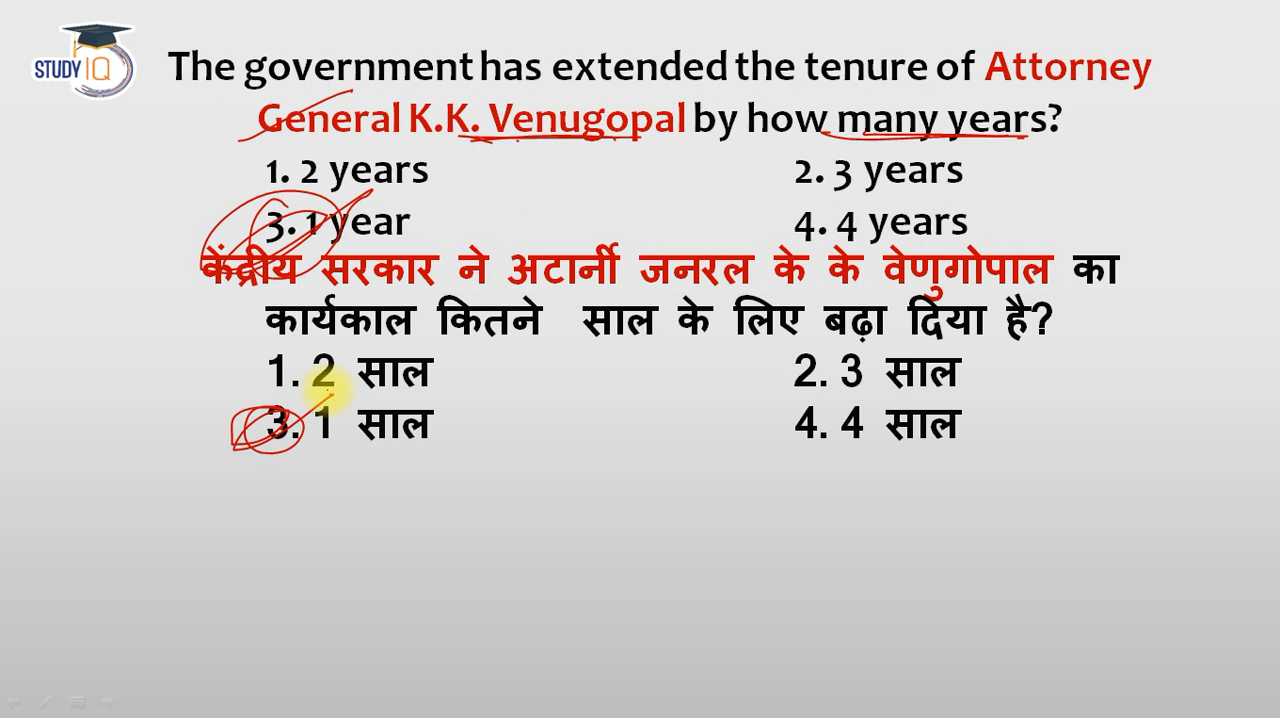 STUDY IQ
The government has extended the tenure of Attorney
General K.K. Venugopal by how many years?
1. 2 years 2. 3 years
3. 1 year 4. 4 years
केंद्रीय सरकार ने अटार्नी जनरल के के वेणुगोपाल का
कार्यकाल कितने साल के लिए बढ़ा दिया है?
1. 2 साल 2. 3 साल
3. 1 साल 4. 4 साल